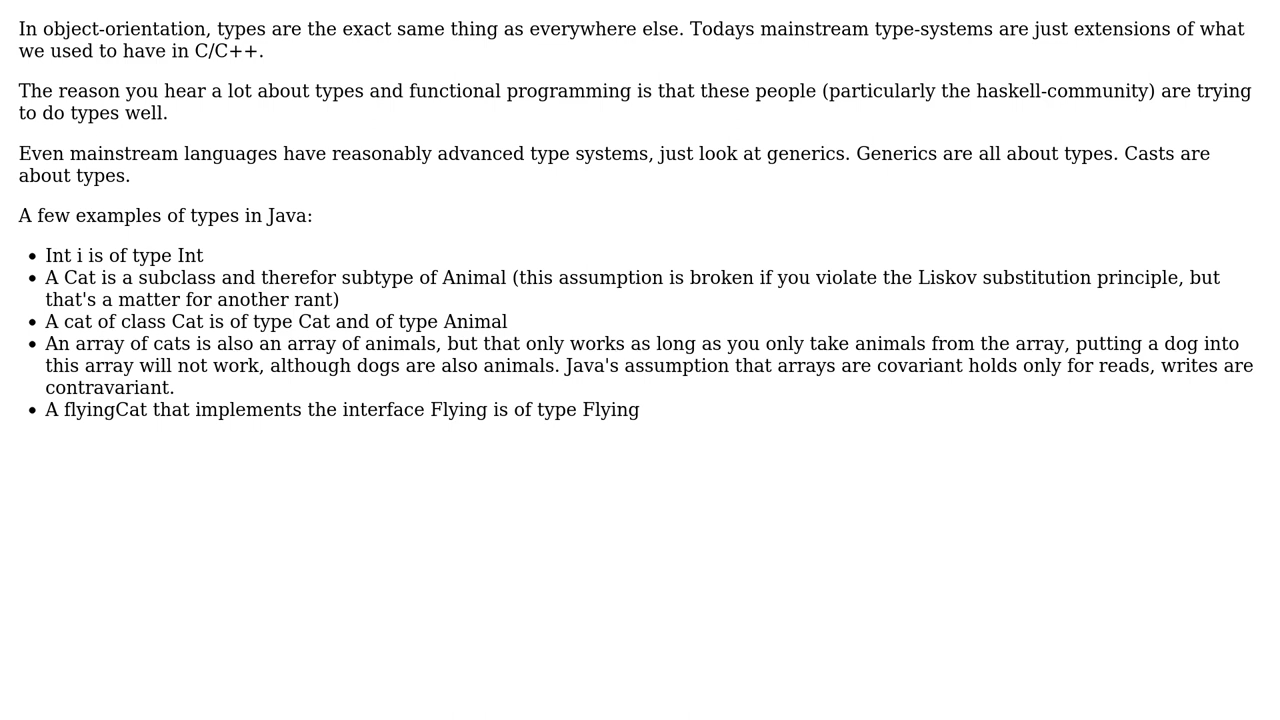 In object-orientation, types are the exact same thing as everywhere else. Todays mainstream type-systems are just extensions of what
we used to have in C/C++.
The reason you hear a lot about types and functional programming is that these people (particularly the haskell-community) are trying
to do types well.
Even mainstream languages have reasonably advanced type systems, just look at generics. Generics are all about types. Casts are
about types.
A few examples of types in Java:
• Int i is of type Int
• A Cat is a subclass and therefor subtype of Animal (this assumption is broken if you violate the Liskov substitution principle, but
that's a matter for another rant)
• A cat of class Cat is of type Cat and of type Animal
• An array of cats is also an array of animals, but that only works as long as you only take animals from the array, putting a dog into
this array will not work, although dogs are also animals. Java's assumption that arrays are covariant holds only for reads, writes are
contravariant.
• A flyingCat that implements the interface Flying is of type Flying